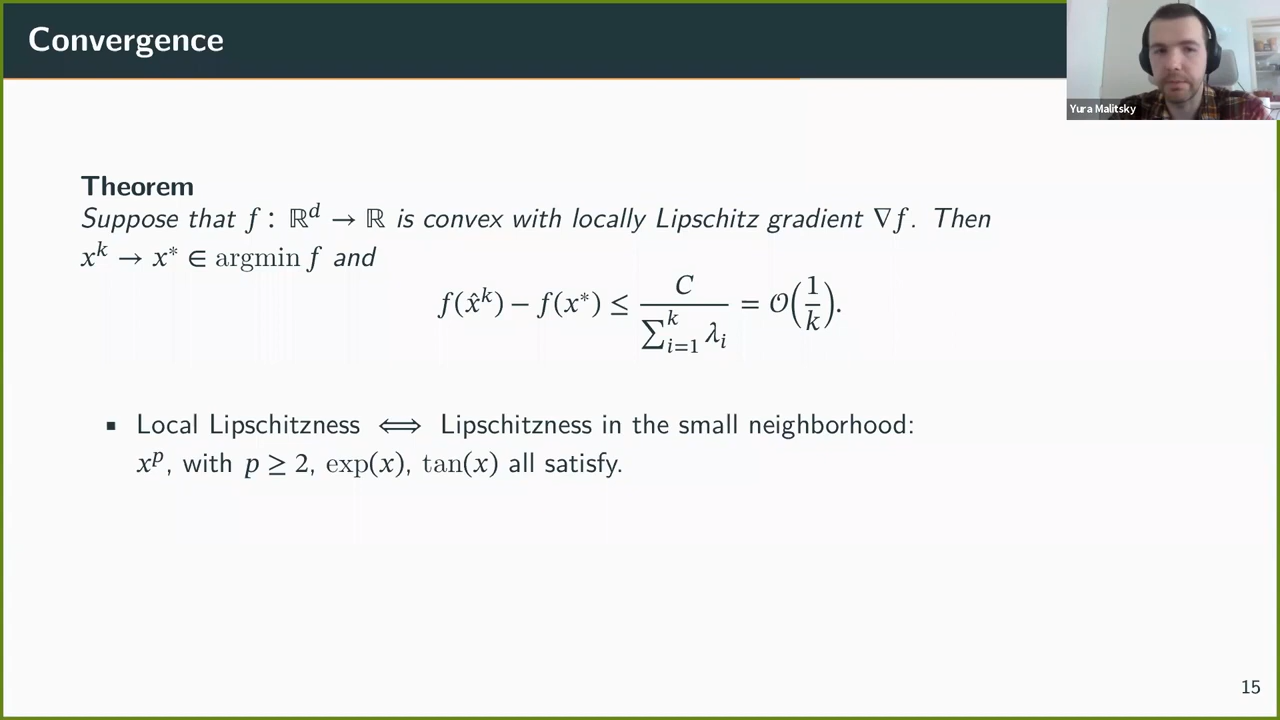 Convergence
Yura Malitsky
Theorem
Suppose that f : ℝ^d → ℝ is convex with locally Lipschitz gradient ∇f. Then
x^k → x* ∈ argmin f and
f(x̂^k) − f(x*) ≤ C / ∑_{i=1}^k λ_i = 𝒪(1/k).
▪ Local Lipschitzness ⟺ Lipschitzness in the small neighborhood:
x^p, with p ≥ 2, exp(x), tan(x) all satisfy.
15